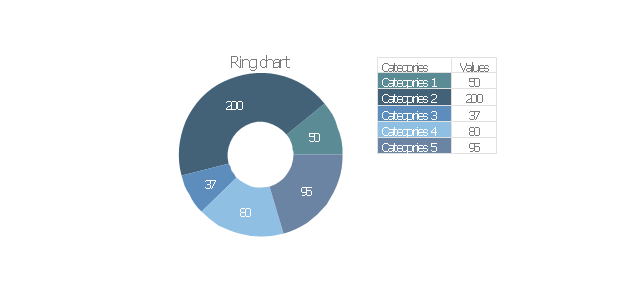 Ring chart
200
50
37
95
80
Categories Values
Categories 1 50
Categories 2 200
Categories 3 37
Categories 4 80
Categories 5 95